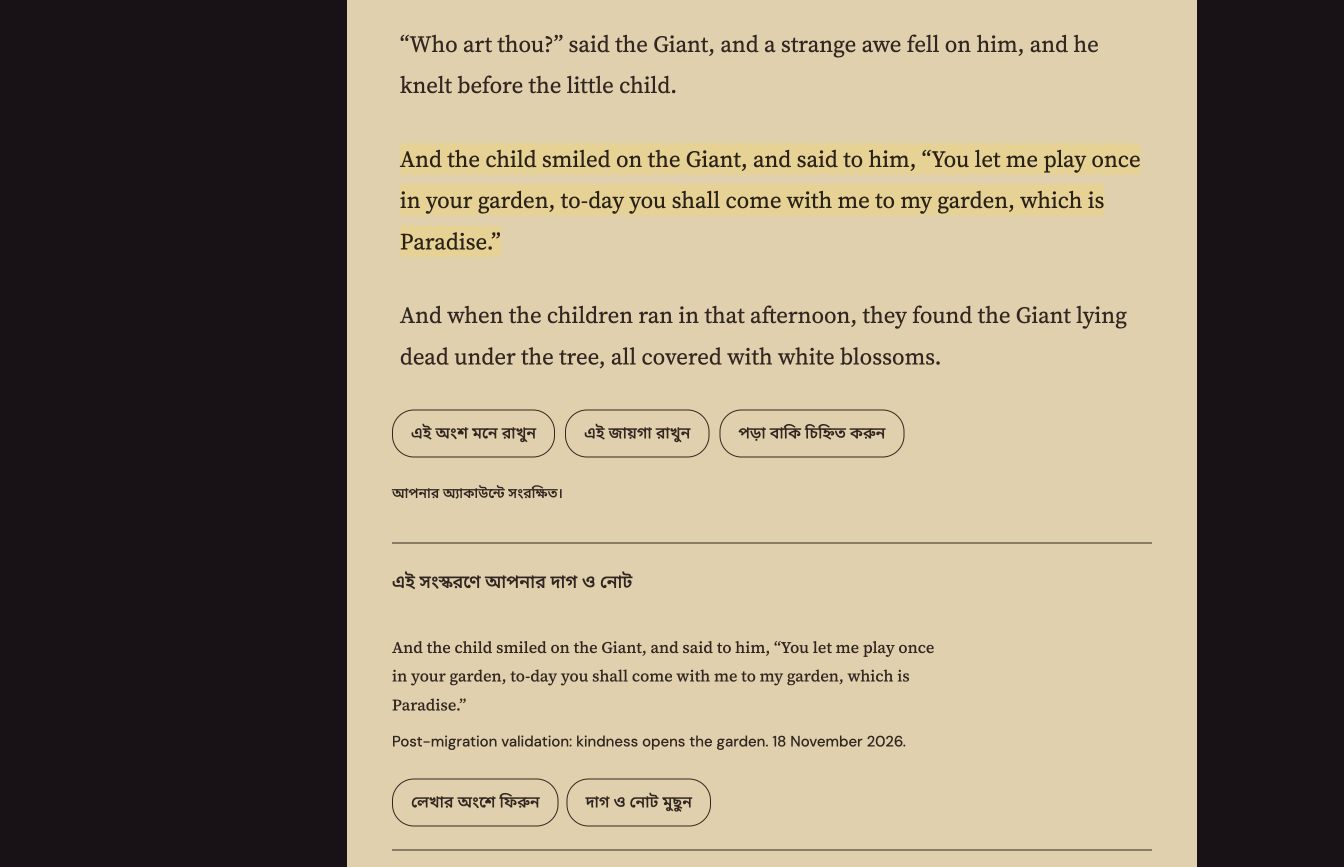 “Who art thou?” said the Giant, and a strange awe fell on him, and he
knelt before the little child.
And the child smiled on the Giant, and said to him, “You let me play once
in your garden, to-day you shall come with me to my garden, which is
Paradise.”
And when the children ran in that afternoon, they found the Giant lying
dead under the tree, all covered with white blossoms.
এই অংশ মনে রাখুন
এই জায়গা রাখুন
পড়া বাকি চিহ্নিত করুন
আপনার অ্যাকাউন্টে সংরক্ষিত।
এই সংস্করণে আপনার দাগ ও নোট
And the child smiled on the Giant, and said to him, “You let me play once
in your garden, to-day you shall come with me to my garden, which is
Paradise.”
Post-migration validation: kindness opens the garden. 18 November 2026.
লেখার অংশে ফিরুন
দাগ ও নোট মুছুন